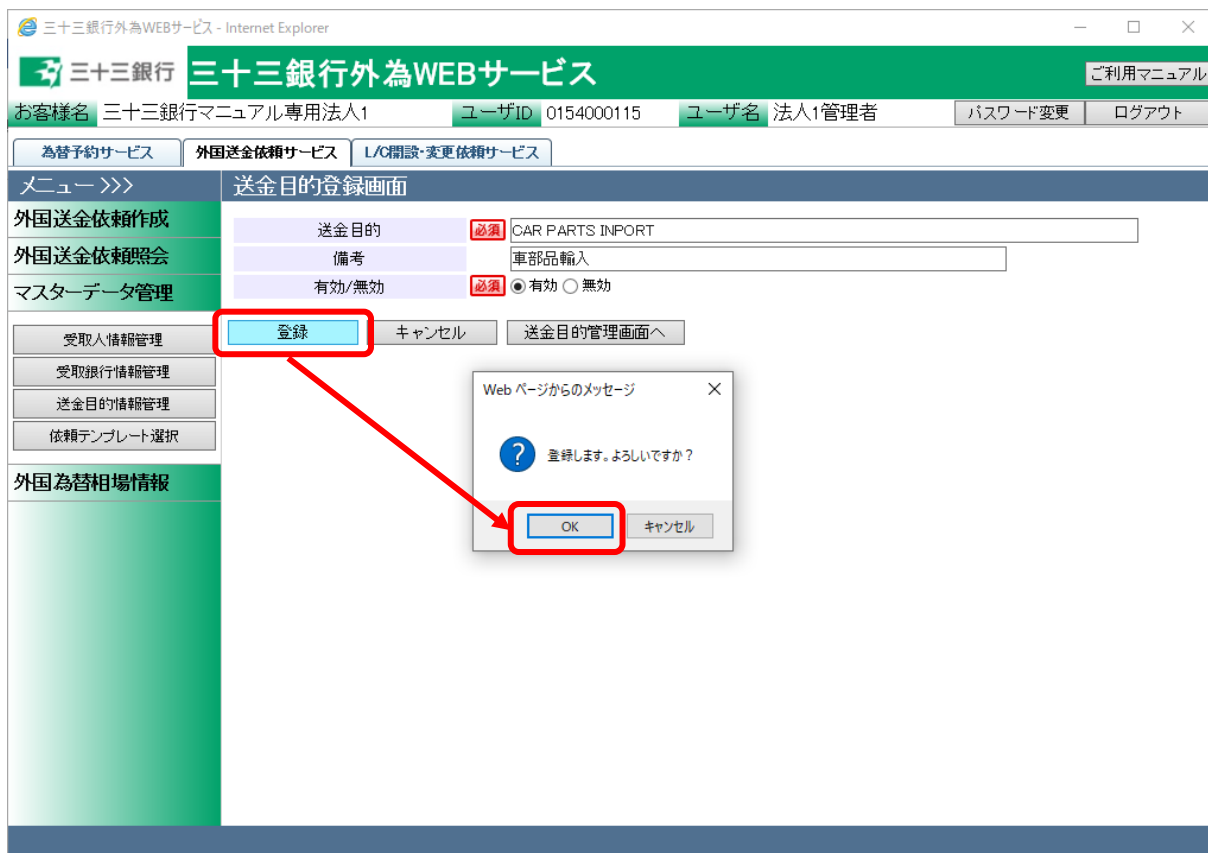 三十三銀行外為WEBサービス - Internet Explorer
三十三銀行 三十三銀行外為WEBサービス ご利用マニュアル
お客様名 三十三銀行マニュアル専用法人1 ユーザID 0154000115 ユーザ名 法人1管理者 パスワード変更 ログアウト
為替予約サービス 外国送金依頼サービス L/C開設・変更依頼サービス
メニュー >>> 送金目的登録画面
外国送金依頼作成
外国送金依頼照会
マスターデータ管理
受取人情報管理
受取銀行情報管理
送金目的情報管理
依頼テンプレート選択
外国為替相場情報
送金目的 必須 CAR PARTS INPORT
備考 車部品輸入
有効/無効 必須 有効 無効
登録 キャンセル 送金目的管理画面へ
Web ページからのメッセージ
登録します。よろしいですか?
OK キャンセル